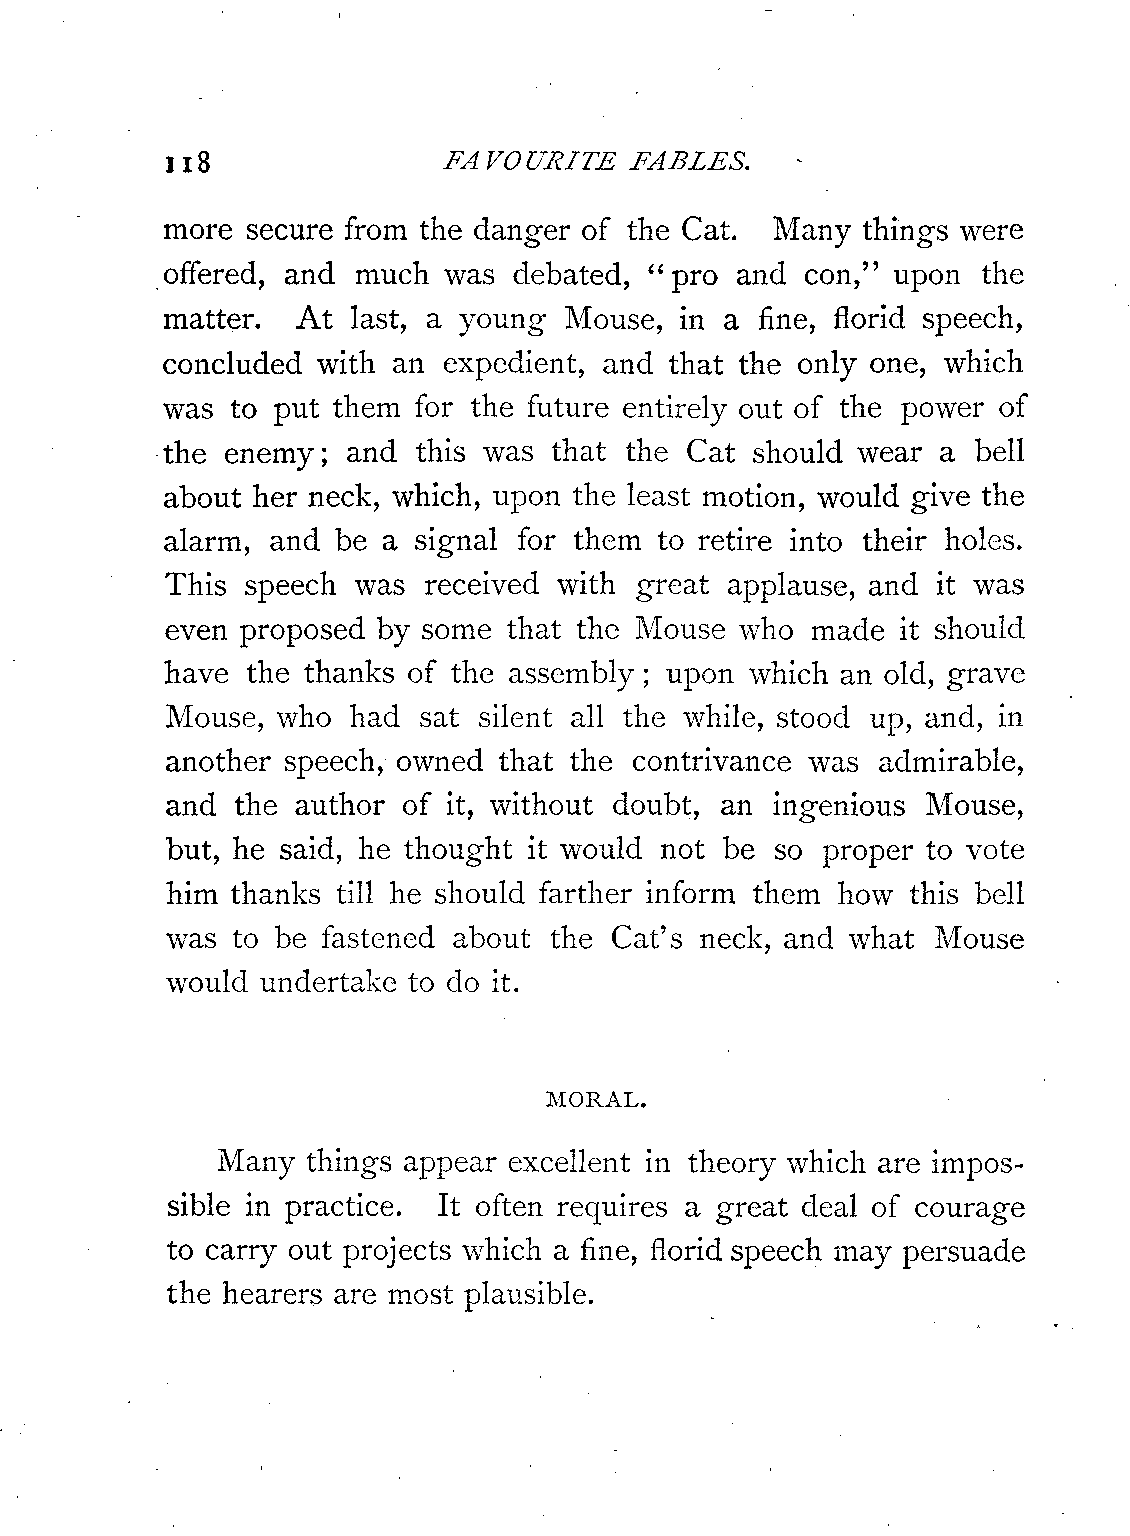 118 FAVOURITE FABLES.
more secure from the danger of the Cat. Many things were
offered, and much was debated, “ pro and con,” upon the
matter. At last, a young Mouse, in a fine, florid speech,
concluded with an expedient, and that the only one, which
was to put them for the future entirely out of the power of
the enemy; and this was that the Cat should wear a bell
about her neck, which, upon the least motion, would give the
alarm, and be a signal for them to retire into their holes.
This speech was received with great applause, and it was
even proposed by some that the Mouse who made it should
have the thanks of the assembly ; upon which an old, grave
Mouse, who had sat silent all the while, stood up, and, in
another speech, owned that the contrivance was admirable,
and the author of it, without doubt, an ingenious Mouse,
but, he said, he thought it would not be so proper to vote
him thanks till he should farther inform them how this bell
was to be fastened about the Cat’s neck, and what Mouse
would undertake to do it.
MORAL.
Many things appear excellent in theory which are impos-
sible in practice. It often requires a great deal of courage
to carry out projects which a fine, florid speech may persuade
the hearers are most plausible.